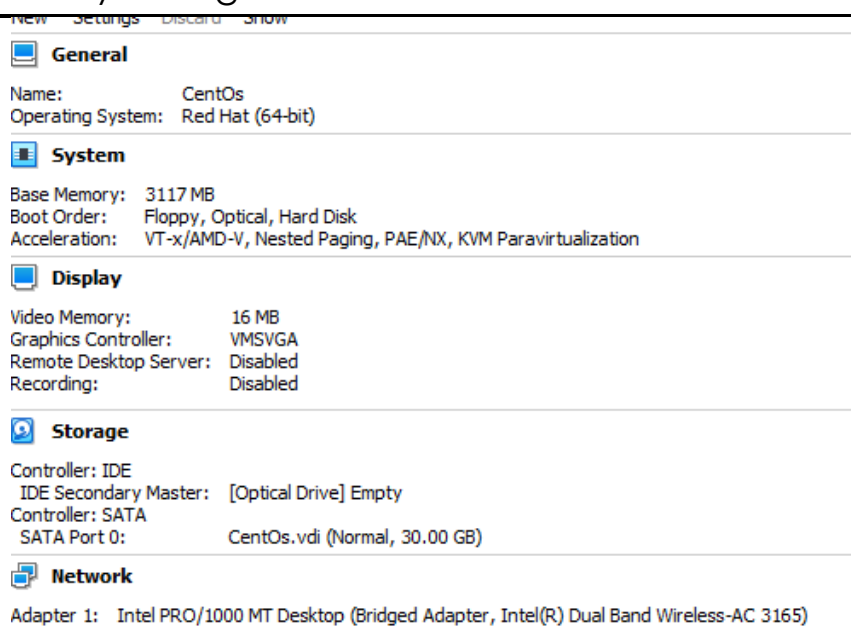 New Settings Discard Show
General
Name: CentOs
Operating System: Red Hat (64-bit)
System
Base Memory: 3117 MB
Boot Order: Floppy, Optical, Hard Disk
Acceleration: VT-x/AMD-V, Nested Paging, PAE/NX, KVM Paravirtualization
Display
Video Memory: 16 MB
Graphics Controller: VMSVGA
Remote Desktop Server: Disabled
Recording: Disabled
Storage
Controller: IDE
IDE Secondary Master: [Optical Drive] Empty
Controller: SATA
SATA Port 0: CentOs.vdi (Normal, 30.00 GB)
Network
Adapter 1: Intel PRO/1000 MT Desktop (Bridged Adapter, Intel(R) Dual Band Wireless-AC 3165)